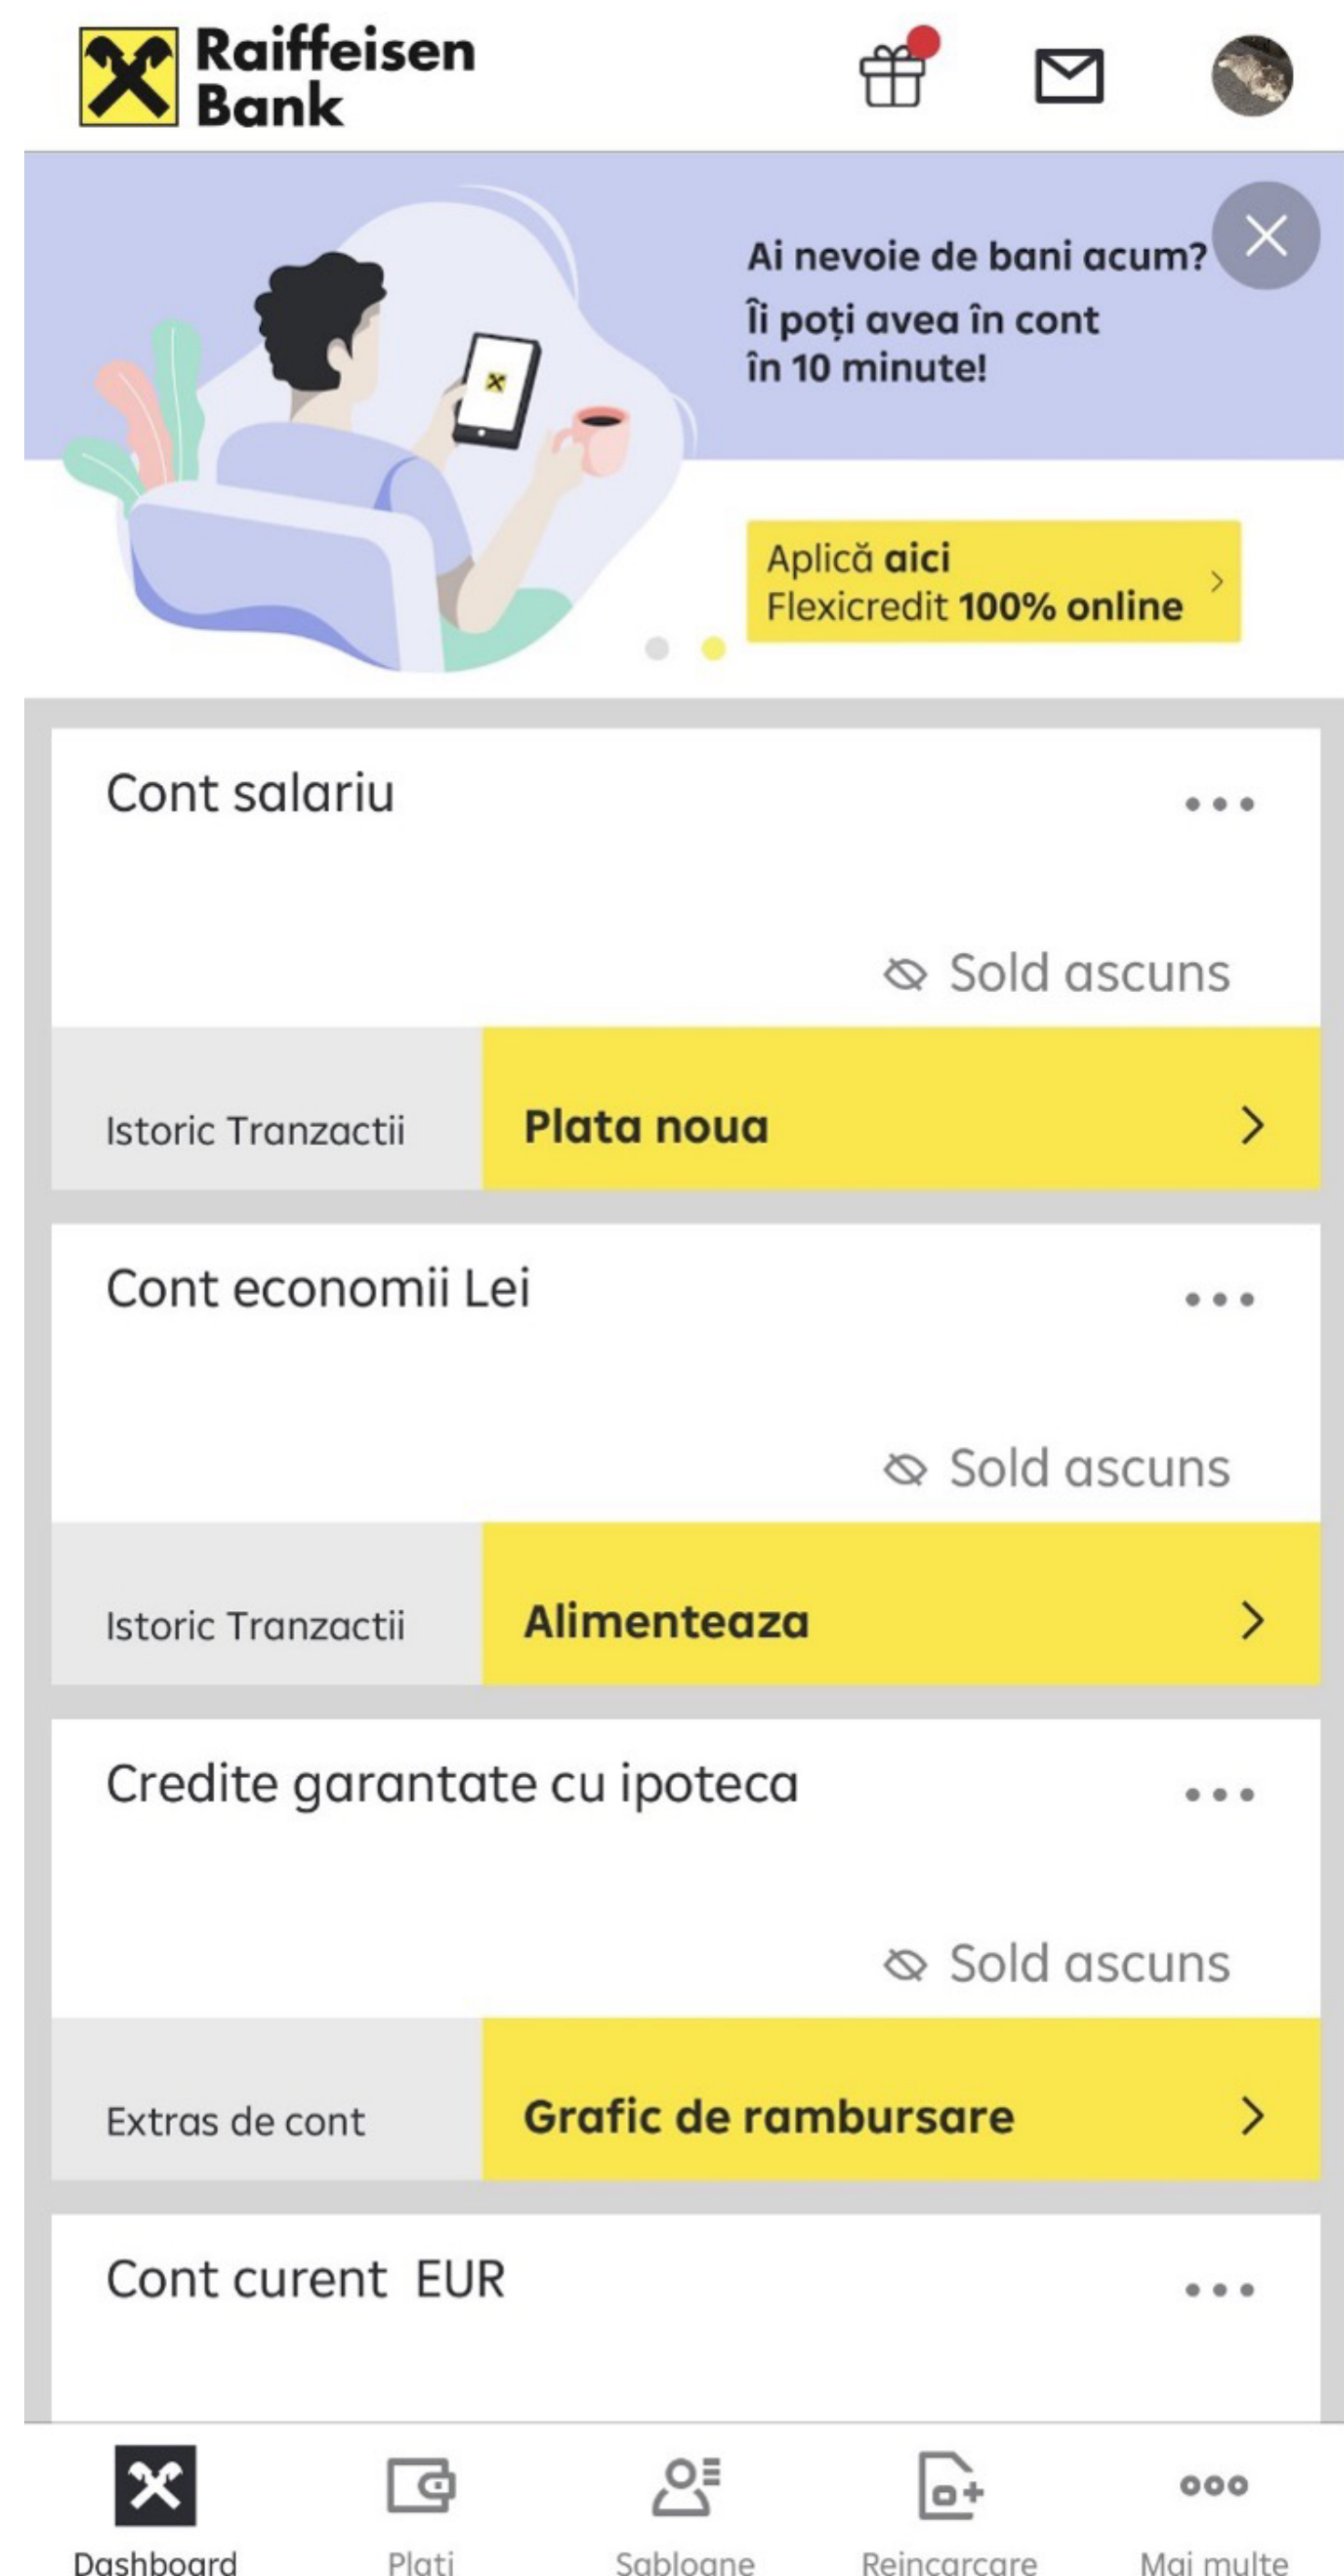 Raiffeisen
Bank
Ai nevoie de bani acum?
Îi poți avea în cont
în 10 minute!
Aplică aici
Flexicredit 100% online
Cont salariu
Sold ascuns
Istoric Tranzactii
Plata noua
Cont economii Lei
Sold ascuns
Istoric Tranzactii
Alimenteaza
Credite garantate cu ipoteca
Sold ascuns
Extras de cont
Grafic de rambursare
Cont curent EUR
Dashboard
Plati
Sabloane
Reincarcare
Mai multe